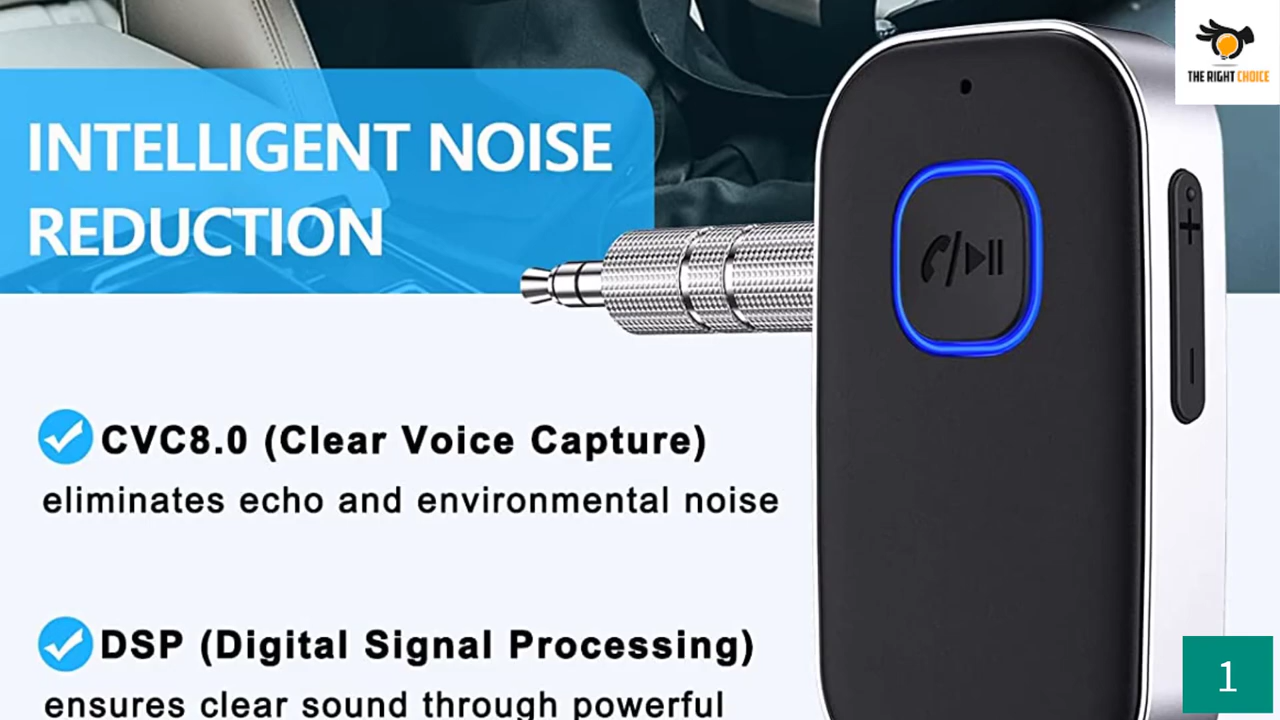 THE RIGHT CHOICE
INTELLIGENT NOISE
REDUCTION
CVC8.0 (Clear Voice Capture)
eliminates echo and environmental noise
DSP (Digital Signal Processing)
ensures clear sound through powerful
1